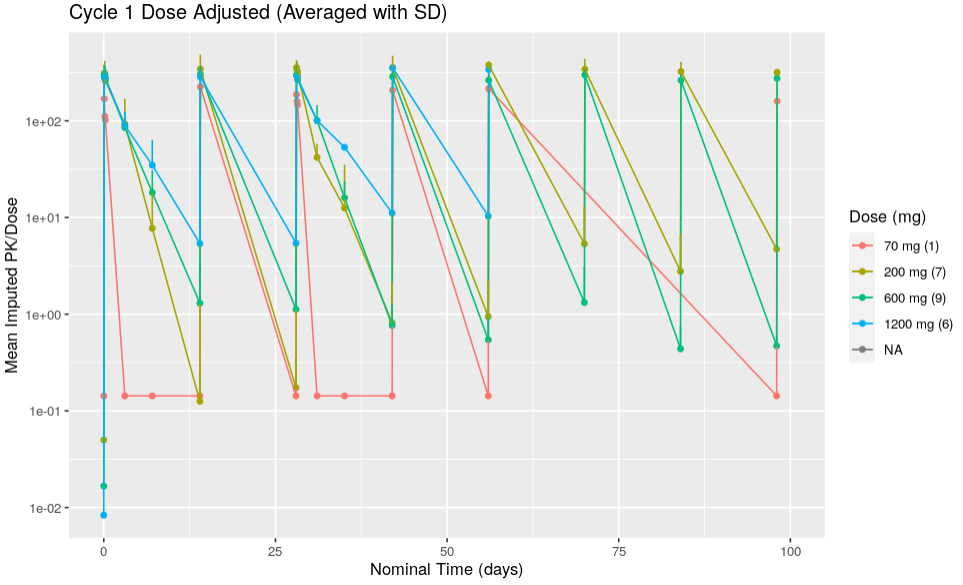 Cycle 1 Dose Adjusted (Averaged with SD)
Mean Imputed PK/Dose
1e+02
1e+01
1e+00
1e-01
1e-02
0
25
50
75
100
Nominal Time (days)
Dose (mg)
70 mg (1)
200 mg (7)
600 mg (9)
1200 mg (6)
NA